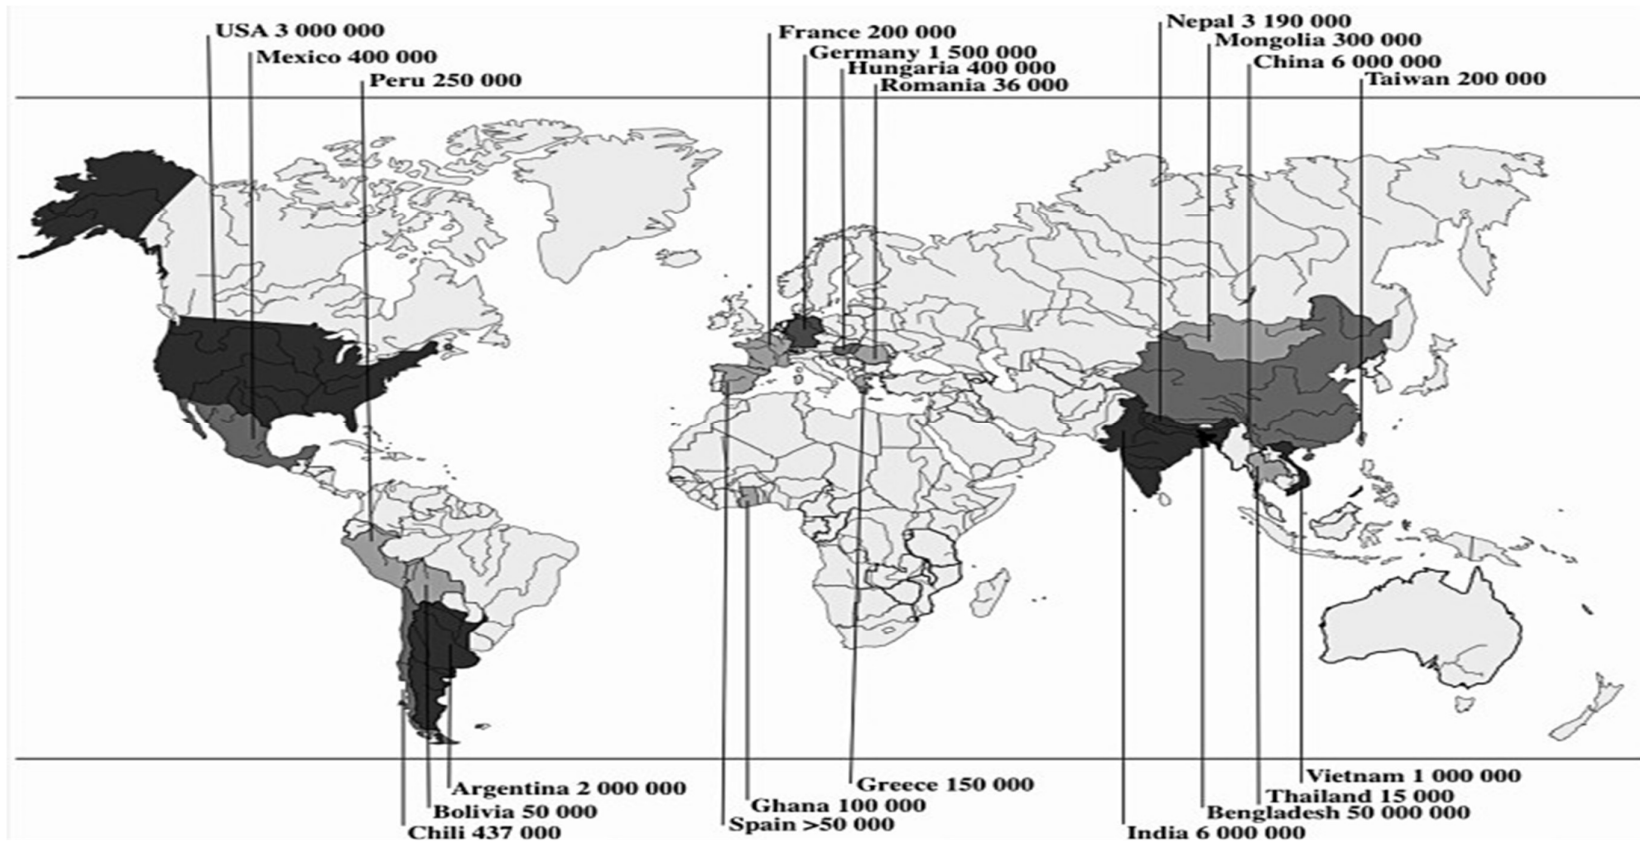 USA 3 000 000
Mexico 400 000
Peru 250 000
France 200 000
Germany 1 500 000
Hungaria 400 000
Romania 36 000
Nepal 3 190 000
Mongolia 300 000
China 6 000 000
Taiwan 200 000
Argentina 2 000 000
Bolivia 50 000
Chili 437 000
Greece 150 000
Ghana 100 000
Spain >50 000
Vietnam 1 000 000
Thailand 15 000
Bengladesh 50 000 000
India 6 000 000